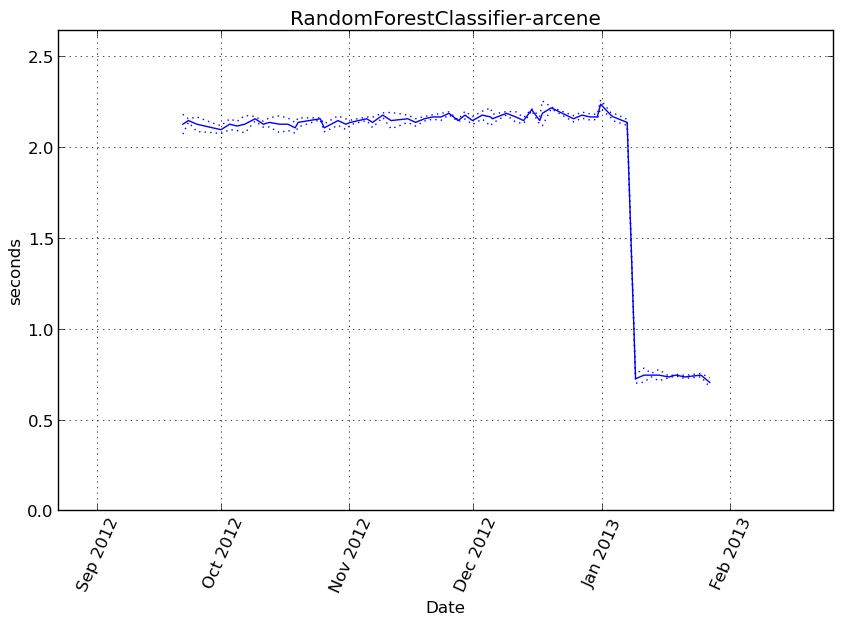 RandomForestClassifier-arcene
2.5
2.0
1.5
1.0
0.5
0.0
seconds
Sep 2012
Oct 2012
Nov 2012
Dec 2012
Jan 2013
Feb 2013
Date